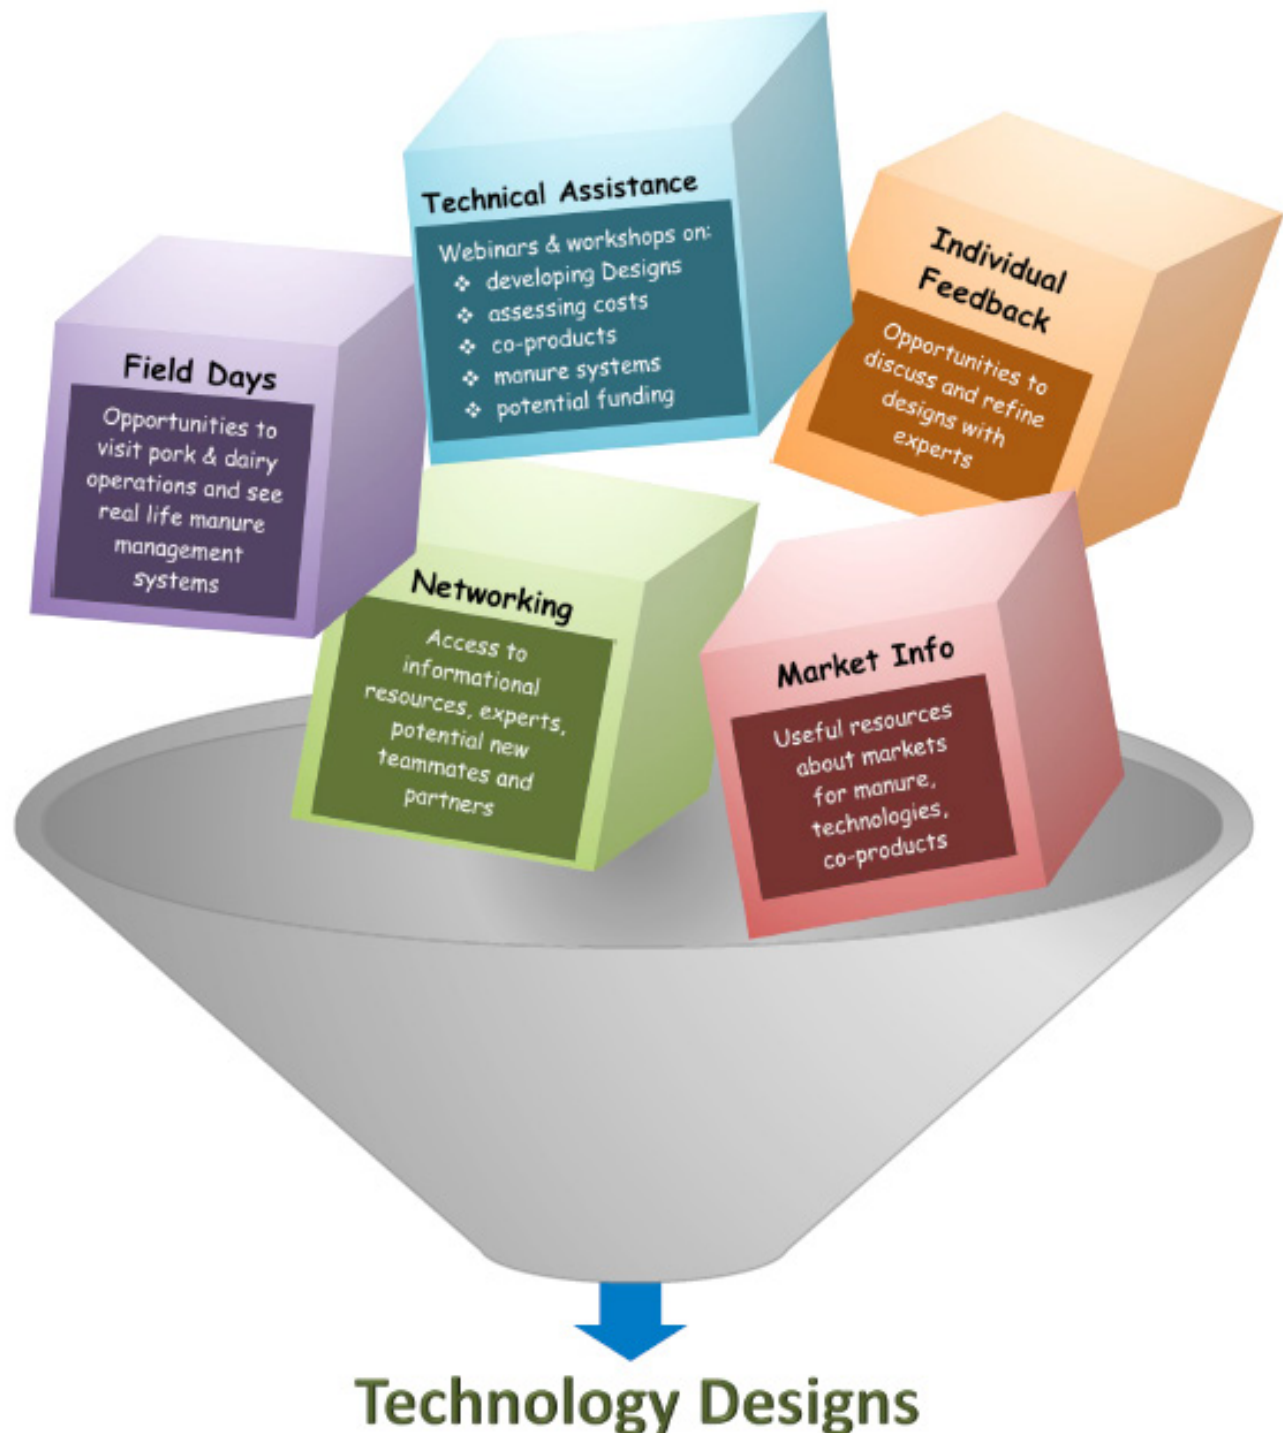 Technical Assistance
Webinars & workshops on:
❖ developing Designs
❖ assessing costs
❖ co-products
❖ manure systems
❖ potential funding
Individual
Feedback
Opportunities to
discuss and refine
designs with
experts
Field Days
Opportunities to
visit pork & dairy
operations and see
real life manure
management
systems
Networking
Access to
informational
resources, experts,
potential new
teammates and
partners
Market Info
Useful resources
about markets
for manure,
technologies,
co-products
Technology Designs